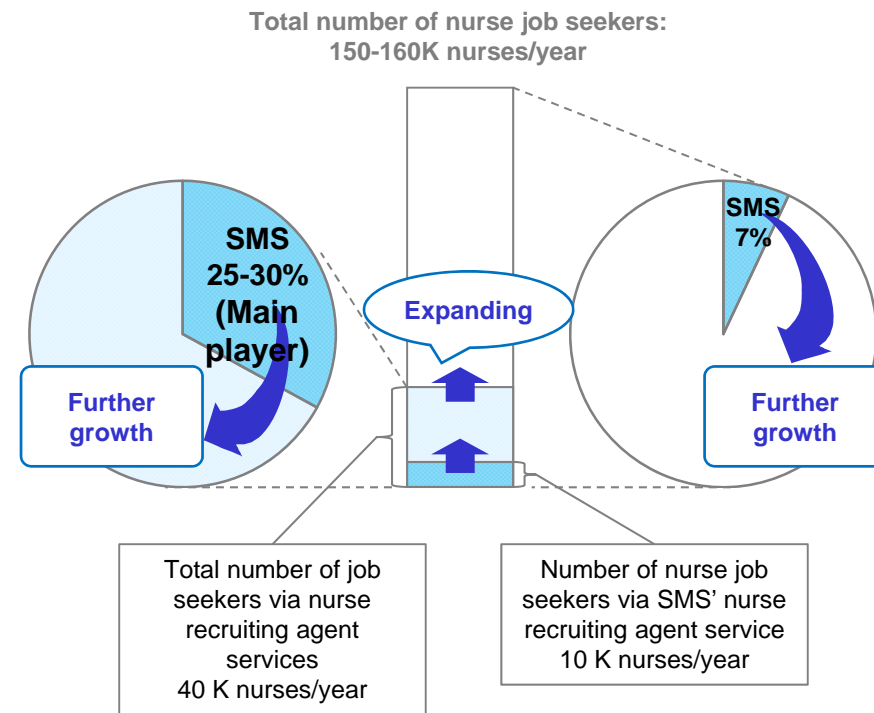 Total number of nurse job seekers:
150-160K nurses/year
SMS
25-30%
(Main
player)
Further
growth
Expanding
SMS
7%
Further
growth
Total number of job
seekers via nurse
recruiting agent
services
40 K nurses/year
Number of nurse job
seekers via SMS’ nurse
recruiting agent service
10 K nurses/year